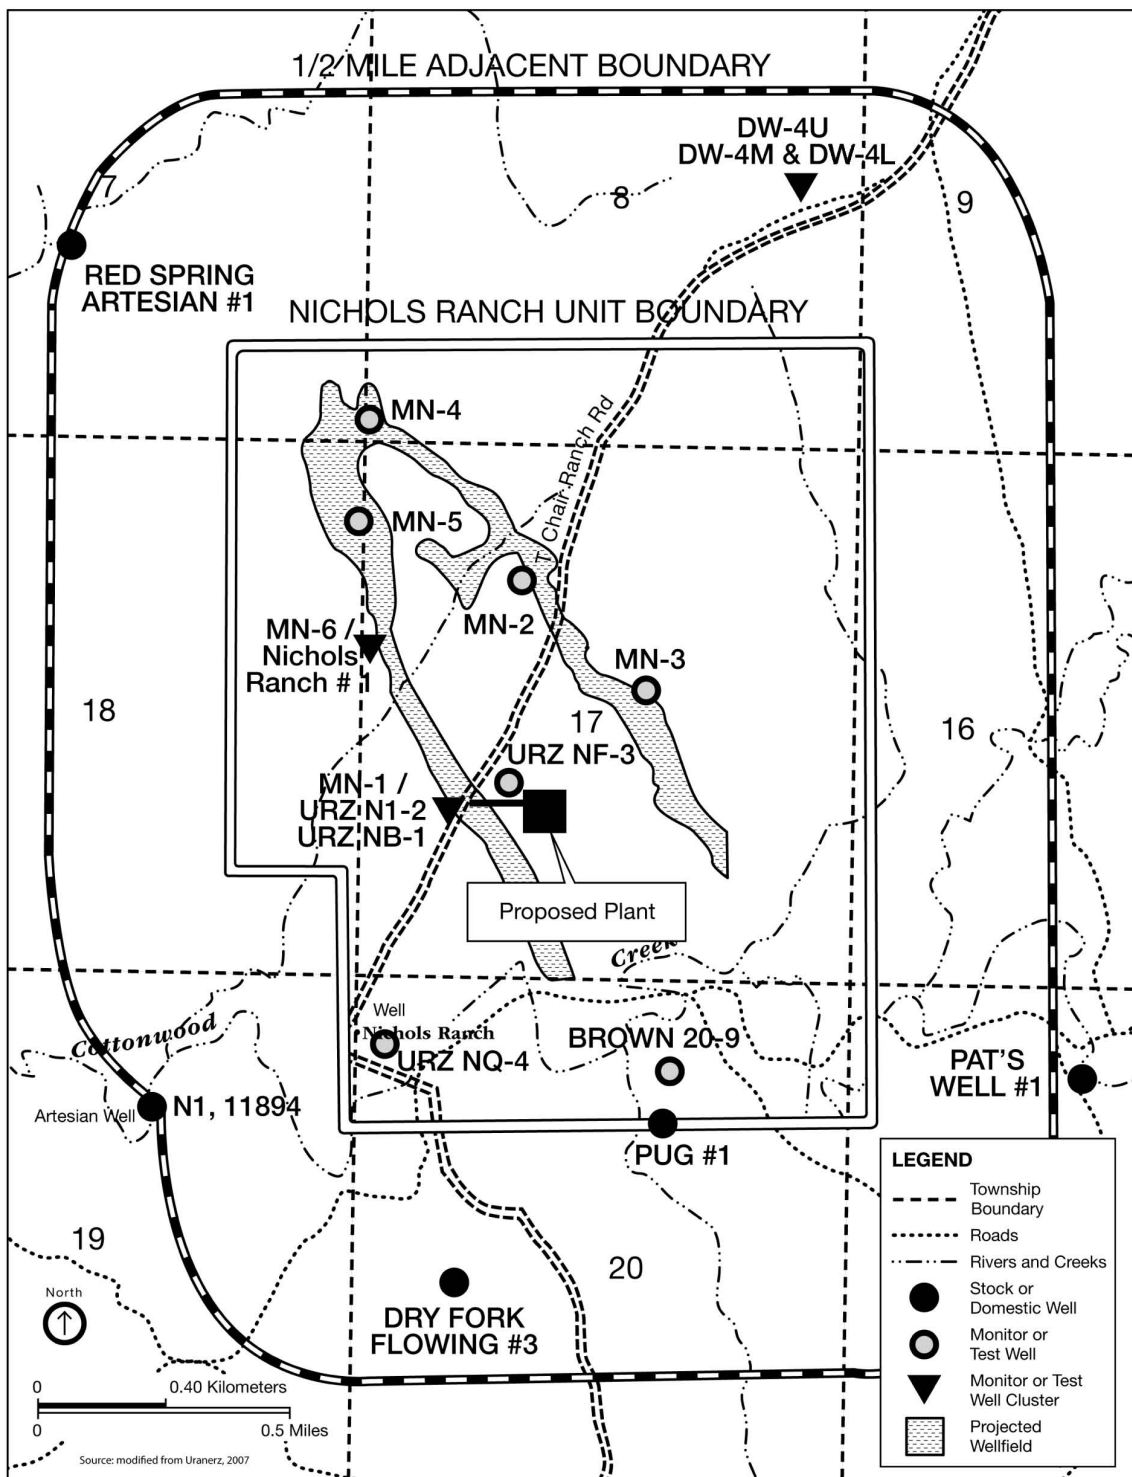 1/2 MILE ADJACENT BOUNDARY
DW-4U
DW-4M & DW-4L
7
8
9
RED SPRING
ARTESIAN #1
NICHOLS RANCH UNIT BOUNDARY
MN-4
T. Chair Ranch Rd
MN-5
MN-2
MN-6 /
Nichols
Ranch # 1
MN-3
18
17
16
URZ NF-3
MN-1 /
URZ N1-2
URZ NB-1
Proposed Plant
Creek
Cottonwood
Well
Nichols Ranch
URZ NQ-4
BROWN 20-9
PAT'S
WELL #1
Artesian Well
N1, 11894
PUG #1
19
20
North
DRY FORK
FLOWING #3
0
0.40 Kilometers
0
0.5 Miles
Source: modified from Uranerz, 2007
LEGEND
Township
Boundary
Roads
Rivers and Creeks
Stock or
Domestic Well
Monitor or
Test Well
Monitor or Test
Well Cluster
Projected
Wellfield